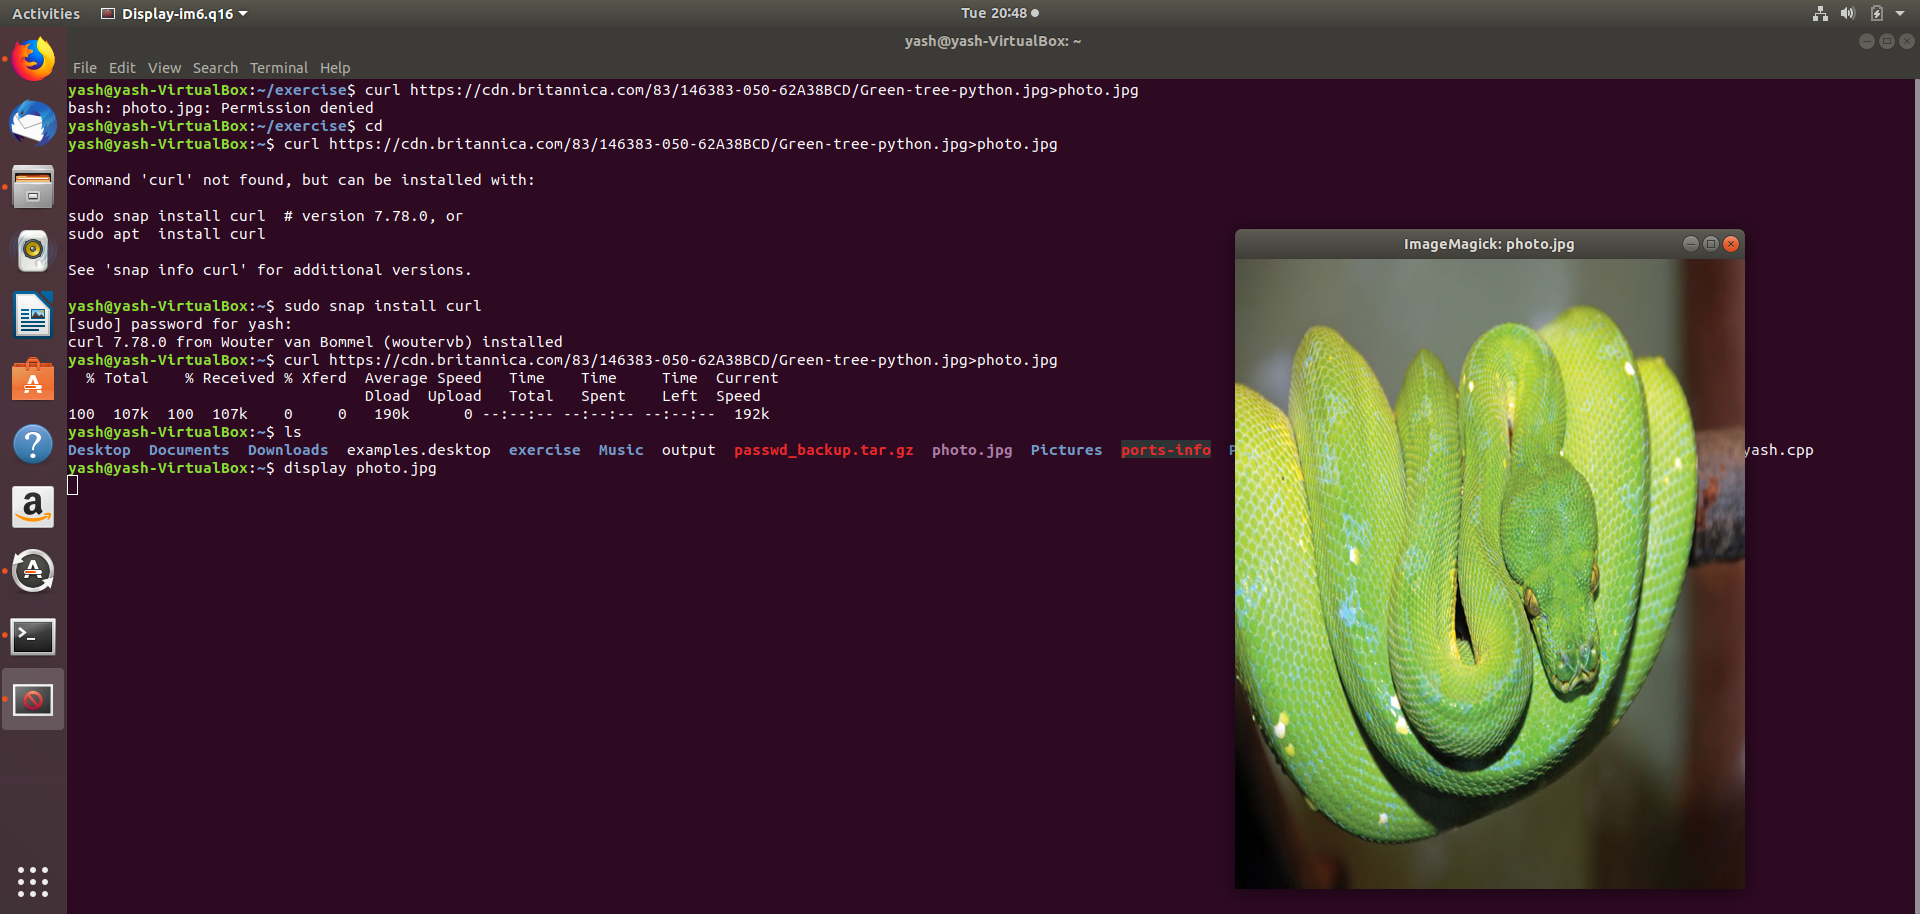 Activities Display-im6.q16 Tue 20:48
yash@yash-VirtualBox: ~
File Edit View Search Terminal Help
yash@yash-VirtualBox:~/exercise$ curl https://cdn.britannica.com/83/146383-050-62A38BCD/Green-tree-python.jpg>photo.jpg
bash: photo.jpg: Permission denied
yash@yash-VirtualBox:~/exercise$ cd
yash@yash-VirtualBox:~$ curl https://cdn.britannica.com/83/146383-050-62A38BCD/Green-tree-python.jpg>photo.jpg
Command 'curl' not found, but can be installed with:
sudo snap install curl  # version 7.78.0, or
sudo apt  install curl
See 'snap info curl' for additional versions.
yash@yash-VirtualBox:~$ sudo snap install curl
[sudo] password for yash:
curl 7.78.0 from Wouter van Bommel (woutervb) installed
yash@yash-VirtualBox:~$ curl https://cdn.britannica.com/83/146383-050-62A38BCD/Green-tree-python.jpg>photo.jpg
  % Total    % Received % Xferd  Average Speed   Time    Time     Time  Current
                                 Dload  Upload   Total   Spent    Left  Speed
100  107k  100  107k    0     0   190k      0 --:--:-- --:--:-- --:--:--  192k
yash@yash-VirtualBox:~$ ls
Desktop  Documents  Downloads  examples.desktop  exercise  Music  output  passwd_backup.tar.gz  photo.jpg  Pictures  ports-info  yash.cpp
yash@yash-VirtualBox:~$ display photo.jpg
ImageMagick: photo.jpg